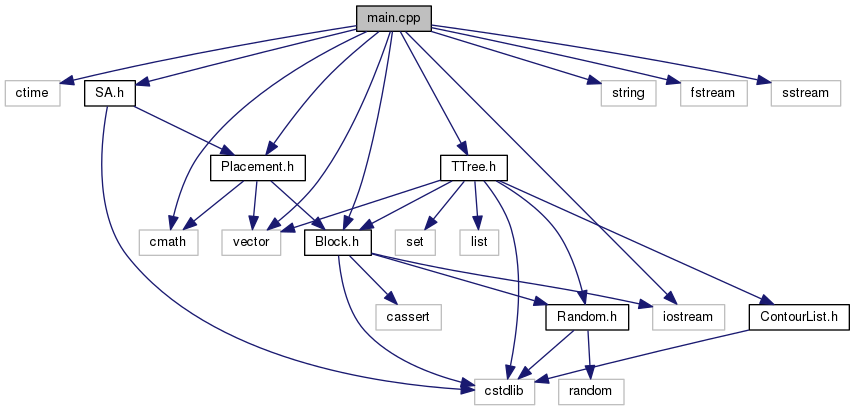 main.cpp
ctime
SA.h
string
fstream
sstream
Placement.h
TTree.h
cmath
vector
Block.h
set
list
cassert
Random.h
iostream
ContourList.h
cstdlib
random